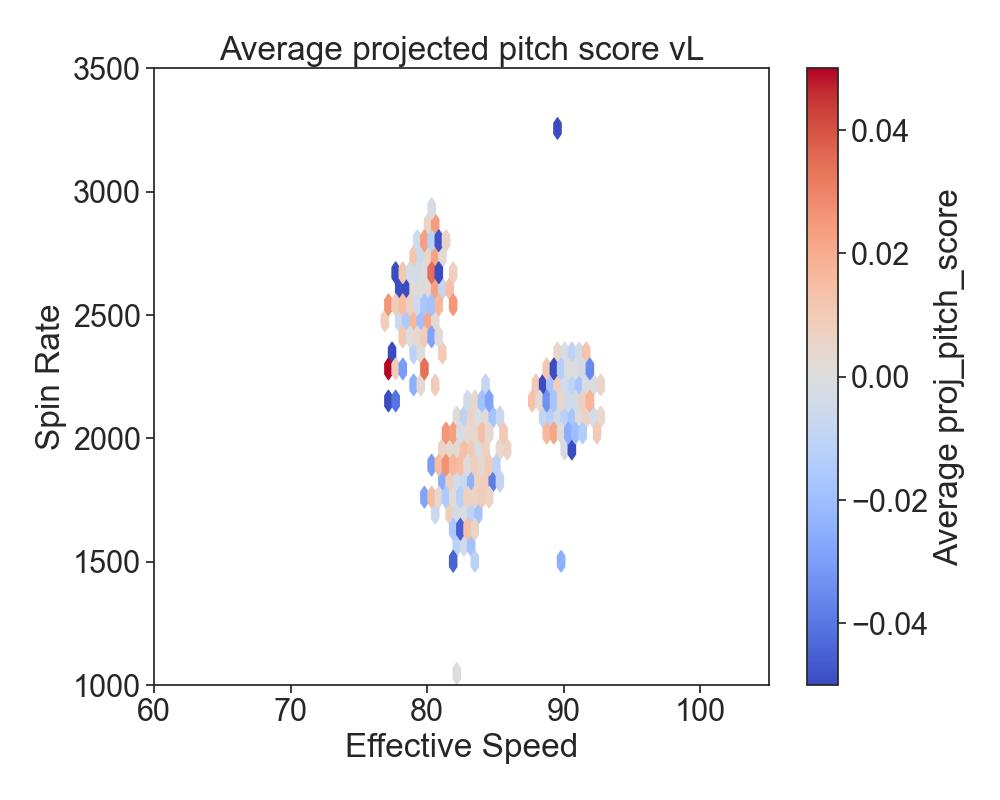 Average projected pitch score vL
3500
3000
2500
2000
1500
1000
Spin Rate
60 70 80 90 100
Effective Speed
0.04
0.02
0.00
−0.02
−0.04
Average proj_pitch_score